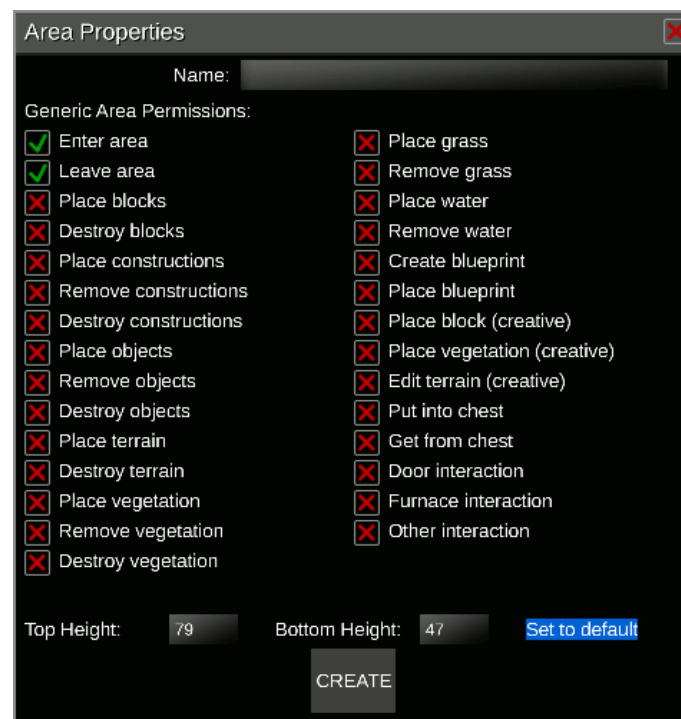 Area Properties
Name:
Generic Area Permissions:
Enter area
Leave area
Place blocks
Destroy blocks
Place constructions
Remove constructions
Destroy constructions
Place objects
Remove objects
Destroy objects
Place terrain
Destroy terrain
Place vegetation
Remove vegetation
Destroy vegetation
Place grass
Remove grass
Place water
Remove water
Create blueprint
Place blueprint
Place block (creative)
Place vegetation (creative)
Edit terrain (creative)
Put into chest
Get from chest
Door interaction
Furnace interaction
Other interaction
Top Height: 79 Bottom Height: 47 Set to default
CREATE